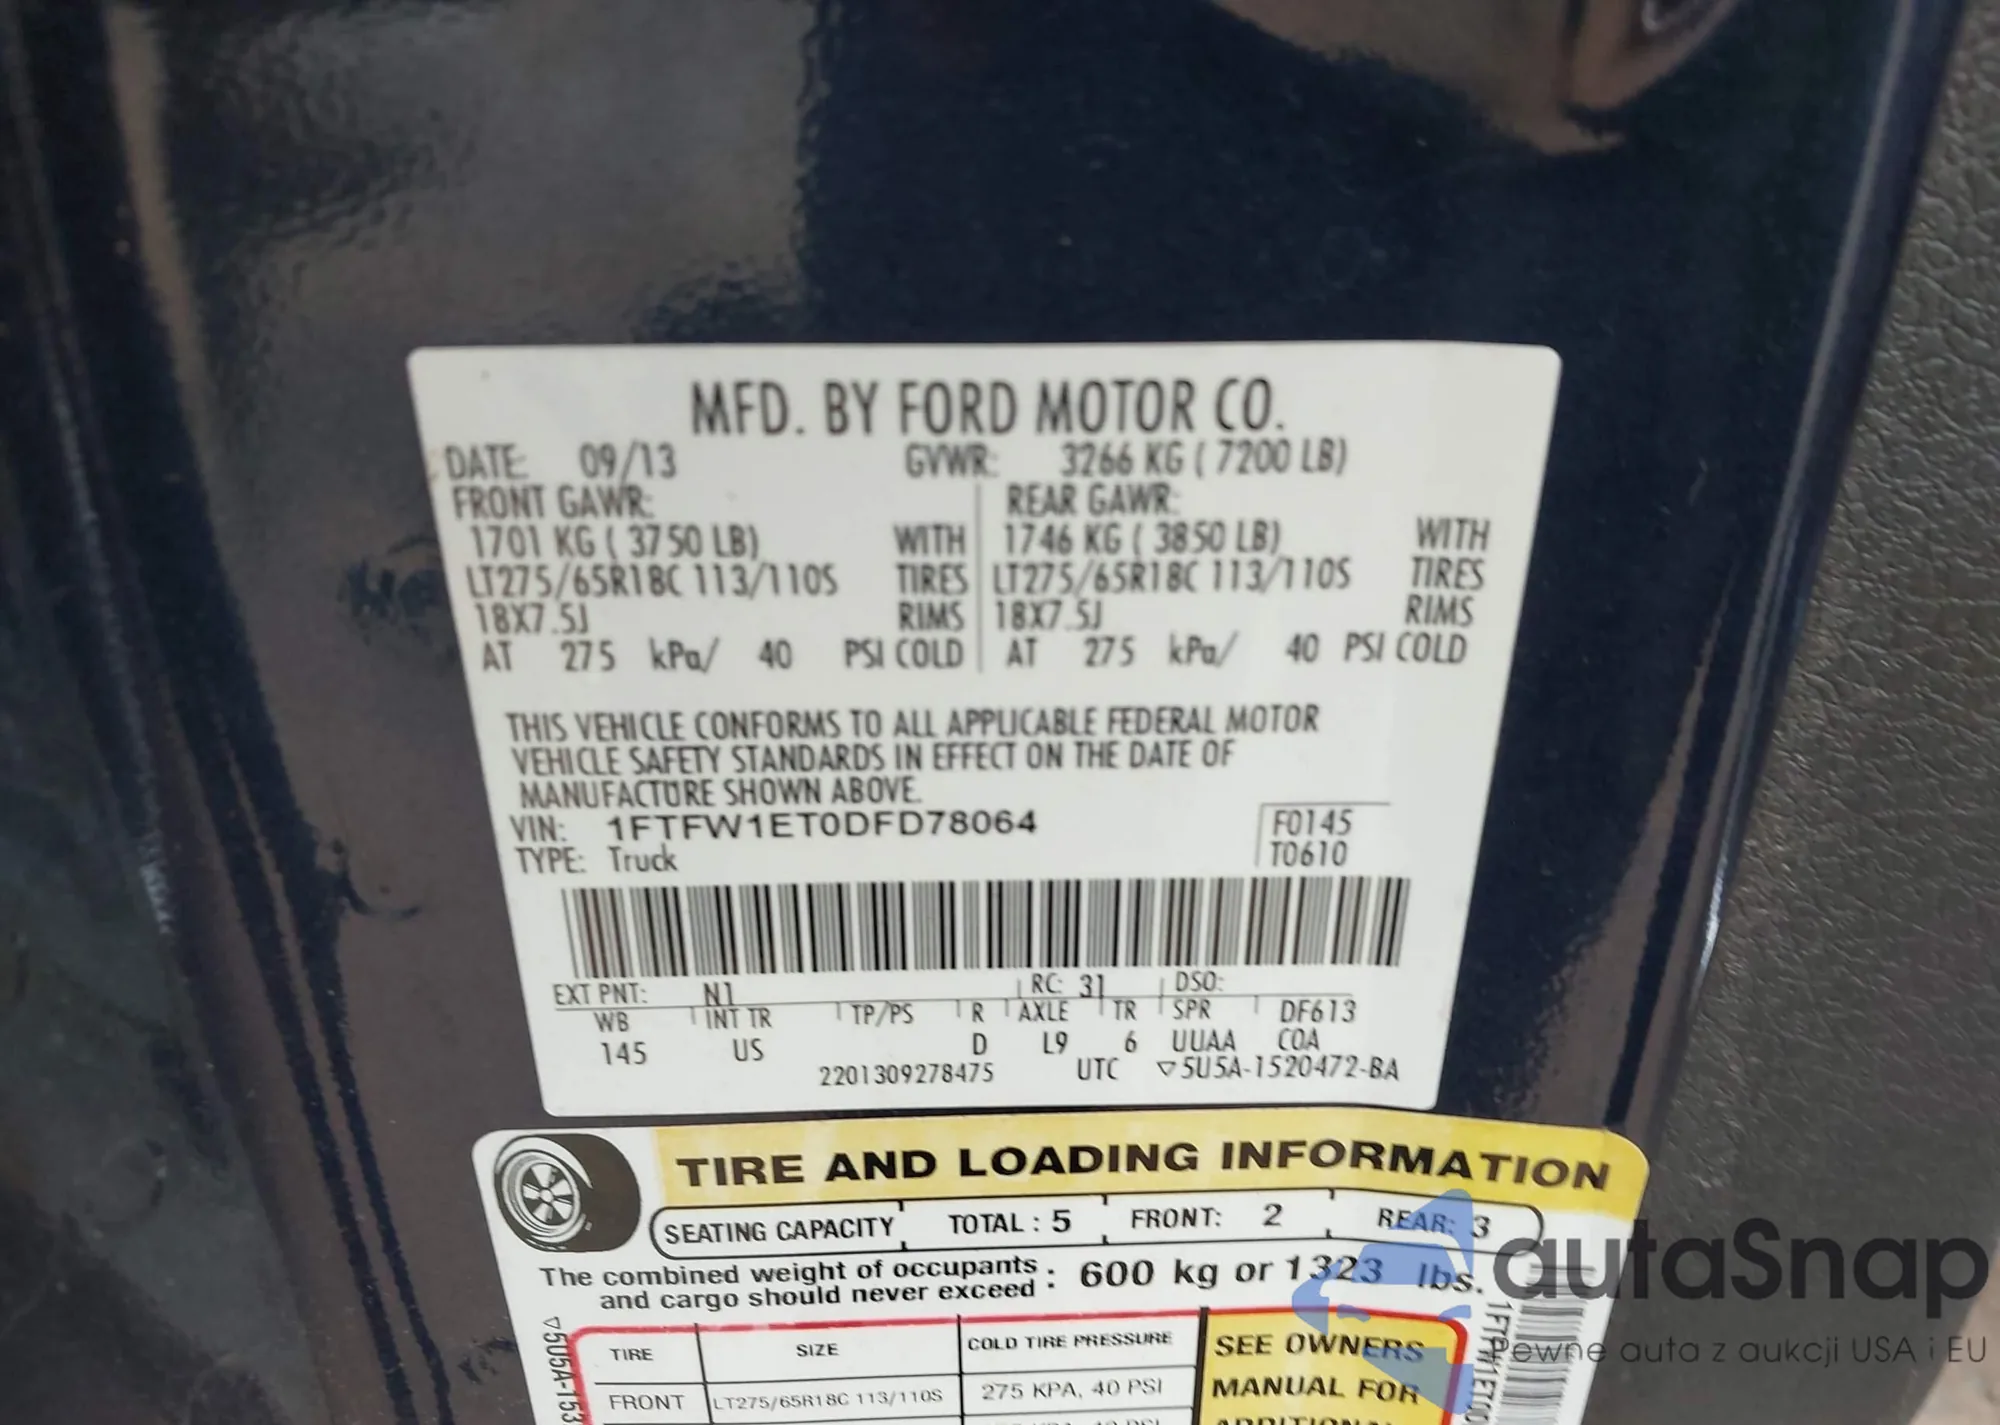 MFD. BY FORD MOTOR CO.
DATE: 09/13 GVWR: 3266 KG ( 7200 LB)
FRONT GAWR: REAR GAWR:
1701 KG ( 3750 LB) WITH 1746 KG ( 3850 LB) WITH
LT275/65R18C 113/110S TIRES LT275/65R18C 113/110S TIRES
18X7.5J RIMS 18X7.5J RIMS
AT 275 kPa/ 40 PSI COLD AT 275 kPa/ 40 PSI COLD
THIS VEHICLE CONFORMS TO ALL APPLICABLE FEDERAL MOTOR
VEHICLE SAFETY STANDARDS IN EFFECT ON THE DATE OF
MANUFACTURE SHOWN ABOVE.
VIN: 1FTFW1ET0DFD78064 F0145
TYPE: Truck T0610
EXT PNT: N1 RC: 31 DSO:
WB INT TR TP/PS R AXLE TR SPR DF613
145 US D L9 6 UUAA COA
2201309278475 UTC ▽5U5A-1520472-BA
TIRE AND LOADING INFORMATION
SEATING CAPACITY TOTAL : 5 FRONT: 2 REAR: 3
The combined weight of occupants : 600 kg or 1323 lbs.
and cargo should never exceed :
TIRE SIZE COLD TIRE PRESSURE SEE OWNERS
FRONT LT275/65R18C 113/110S 275 KPA, 40 PSI MANUAL FOR
ADDITIONAL
▽5U5A-153
autaSnap
Pewne auta z aukcji USA i EU